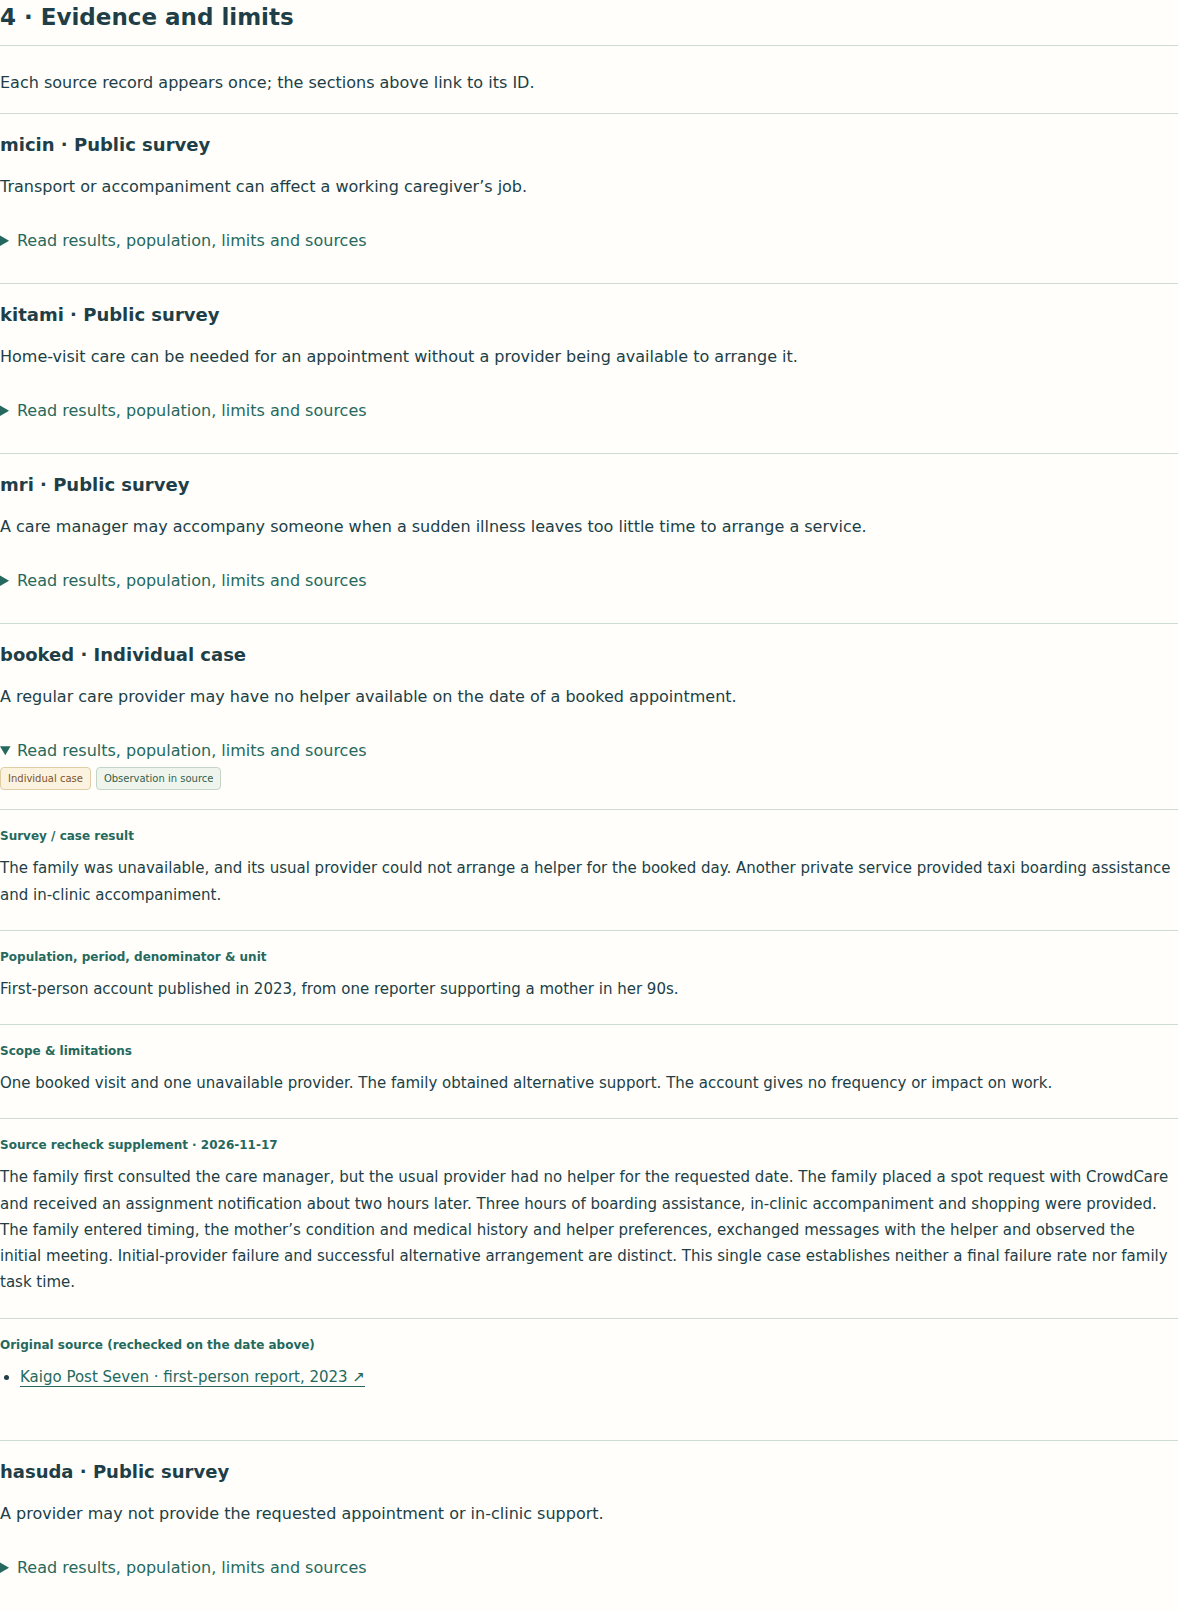 4 · Evidence and limits
Each source record appears once; the sections above link to its ID.
micin · Public survey
Transport or accompaniment can affect a working caregiver’s job.
Read results, population, limits and sources
kitami · Public survey
Home-visit care can be needed for an appointment without a provider being available to arrange it.
Read results, population, limits and sources
mri · Public survey
A care manager may accompany someone when a sudden illness leaves too little time to arrange a service.
Read results, population, limits and sources
booked · Individual case
A regular care provider may have no helper available on the date of a booked appointment.
Read results, population, limits and sources
Individual case Observation in source
Survey / case result
The family was unavailable, and its usual provider could not arrange a helper for the booked day. Another private service provided taxi boarding assistance
and in-clinic accompaniment.
Population, period, denominator & unit
First-person account published in 2023, from one reporter supporting a mother in her 90s.
Scope & limitations
One booked visit and one unavailable provider. The family obtained alternative support. The account gives no frequency or impact on work.
Source recheck supplement · 2026-11-17
The family first consulted the care manager, but the usual provider had no helper for the requested date. The family placed a spot request with CrowdCare
and received an assignment notification about two hours later. Three hours of boarding assistance, in-clinic accompaniment and shopping were provided.
The family entered timing, the mother’s condition and medical history and helper preferences, exchanged messages with the helper and observed the
initial meeting. Initial-provider failure and successful alternative arrangement are distinct. This single case establishes neither a final failure rate nor family
task time.
Original source (rechecked on the date above)
• Kaigo Post Seven · first-person report, 2023 ↗
hasuda · Public survey
A provider may not provide the requested appointment or in-clinic support.
Read results, population, limits and sources